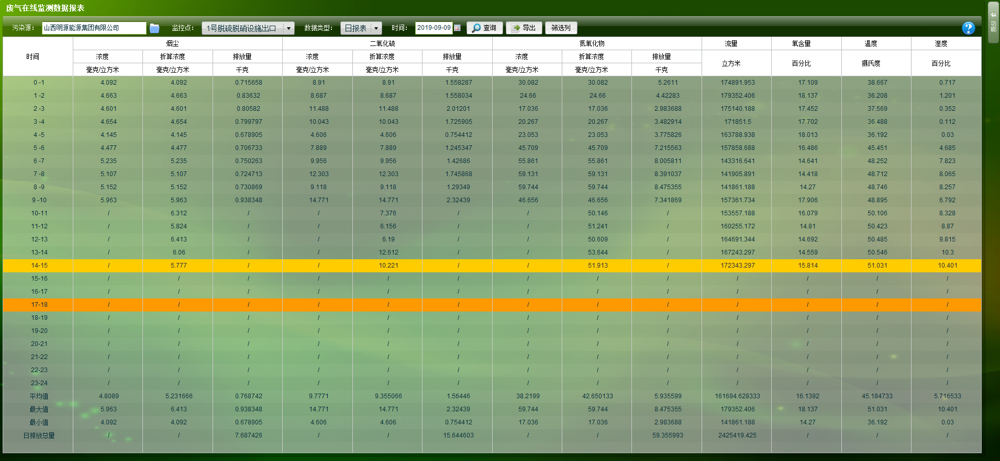 废气在线监测数据报表
污染源： 山西明源能源集团有限公司 监控点： 1号脱硫脱硝设施出口 数据类型： 日报表 时间： 2019-09-09 查询 导出 筛选列
功能
时间 烟尘 二氧化硫 氮氧化物 流量 氧含量 温度 湿度
浓度 折算浓度 排放量 浓度 折算浓度 排放量 浓度 折算浓度 排放量 立方米 百分比 摄氏度 百分比
毫克/立方米 毫克/立方米 千克 毫克/立方米 毫克/立方米 千克 毫克/立方米 毫克/立方米 千克
0 -1 4.092 4.092 0.715658 8.91 8.91 1.558287 30.082 30.082 5.2611 174891.953 17.109 38.667 0.717
1 -2 4.663 4.663 0.83632 8.687 8.687 1.558034 24.66 24.66 4.42283 179352.406 18.137 36.208 1.201
2 -3 4.601 4.601 0.80582 11.488 11.488 2.01201 17.036 17.036 2.983688 175140.188 17.452 37.569 0.352
3 -4 4.654 4.654 0.799797 10.043 10.043 1.725905 20.267 20.267 3.482914 171851.5 17.702 36.488 0.112
4 -5 4.145 4.145 0.678905 4.606 4.606 0.754412 23.053 23.053 3.775826 163788.938 18.013 36.192 0.03
5 -6 4.477 4.477 0.706733 7.889 7.889 1.245347 45.709 45.709 7.215563 157858.688 16.486 45.451 4.685
6 -7 5.235 5.235 0.750263 9.956 9.956 1.42686 55.861 55.861 8.005811 143316.641 14.641 48.252 7.823
7 -8 5.107 5.107 0.724713 12.303 12.303 1.745868 59.131 59.131 8.391037 141905.891 14.418 48.712 8.065
8 -9 5.152 5.152 0.730869 9.118 9.118 1.29349 59.744 59.744 8.475355 141861.188 14.27 48.746 8.257
9 -10 5.963 5.963 0.938348 14.771 14.771 2.32439 46.656 46.656 7.341869 157361.734 17.906 48.895 6.792
10-11 / 6.312 / / 7.376 / / 50.146 / 153557.188 16.079 50.106 8.328
11-12 / 5.824 / / 6.156 / / 51.241 / 160255.172 14.81 50.423 8.87
12-13 / 6.413 / / 6.19 / / 50.609 / 164691.344 14.692 50.485 9.815
13-14 / 6.06 / / 12.612 / / 53.644 / 167243.297 14.559 50.546 10.3
14-15 / 5.777 / / 10.221 / / 51.913 / 172343.297 15.814 51.031 10.401
15-16 / / / / / / / / / / / / /
16-17 / / / / / / / / / / / / /
17-18 / / / / / / / / / / / / /
18-19 / / / / / / / / / / / / /
19-20 / / / / / / / / / / / / /
20-21 / / / / / / / / / / / / /
21-22 / / / / / / / / / / / / /
22-23 / / / / / / / / / / / / /
23-24 / / / / / / / / / / / / /
平均值 4.8089 5.231666 0.768742 9.7771 9.355066 1.56446 38.2199 42.650133 5.935599 161694.628333 16.1392 45.184733 5.716533
最大值 5.963 6.413 0.938348 14.771 14.771 2.32439 59.744 59.744 8.475355 179352.406 18.137 51.031 10.401
最小值 4.092 4.092 0.678905 4.606 4.606 0.754412 17.036 17.036 2.983688 141861.188 14.27 36.192 0.03
日排放总量 / / 7.687426 / / 15.644603 / / 59.355993 2425419.425 / / /